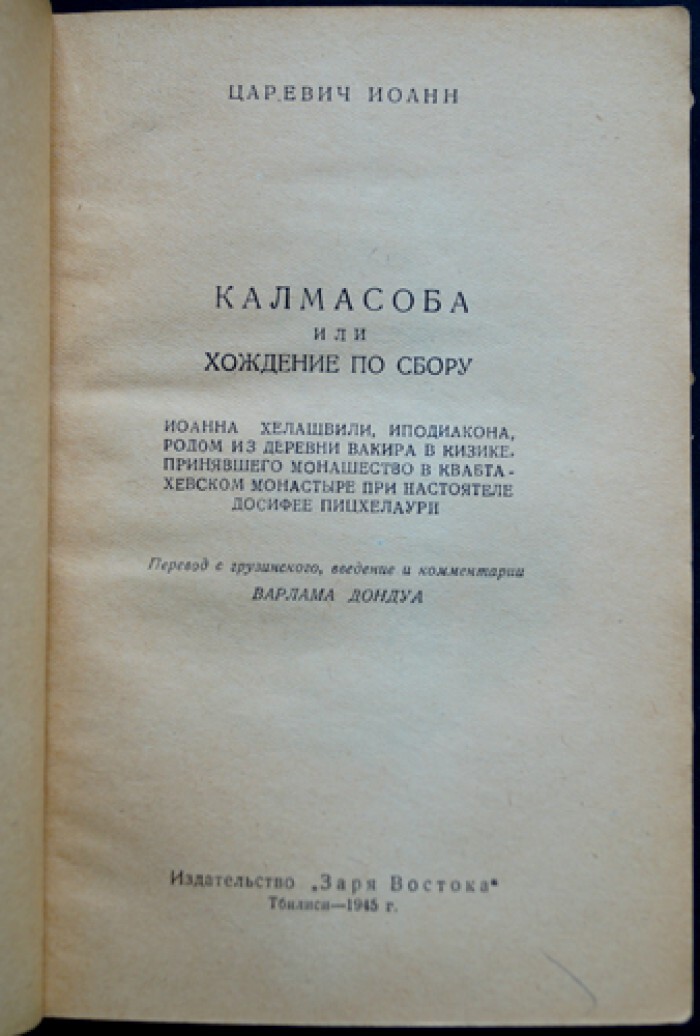 ЦАРЕВИЧ ИОАНН
КАЛМАСОБА
ИЛИ
ХОЖДЕНИЕ ПО СБОРУ
ИОАННА ХЕЛАШВИЛИ, ИПОДИАКОНА,
РОДОМ ИЗ ДЕРЕВНИ ВАКИРА В КИЗИКЕ,
ПРИНЯВШЕГО МОНАШЕСТВО В КВАБТА-
ХЕВСКОМ МОНАСТЫРЕ ПРИ НАСТОЯТЕЛЕ
ДОСИФЕЕ ПИЦХЕЛАУРИ
Перевод с грузинского, введение и комментарии
ВАРЛАМА ДОНДУА
Издательство „Заря Востока“
Тбилиси—1945 г.